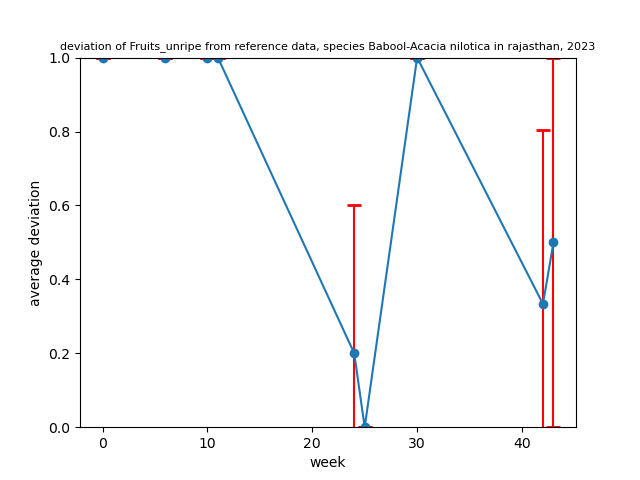 deviation of Fruits_unripe from reference data, species Babool-Acacia nilotica in rajasthan, 2023
1.0
0.8
0.6
0.4
0.2
0.0
average deviation
0 10 20 30 40
week